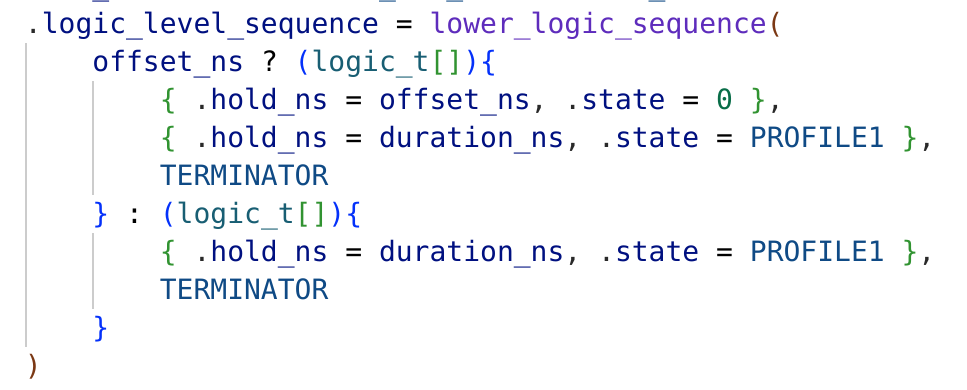 .logic_level_sequence = lower_logic_sequence(
    offset_ns ? (logic_t[]){
        { .hold_ns = offset_ns, .state = 0 },
        { .hold_ns = duration_ns, .state = PROFILE1 },
        TERMINATOR
    } : (logic_t[]){
        { .hold_ns = duration_ns, .state = PROFILE1 },
        TERMINATOR
    }
)